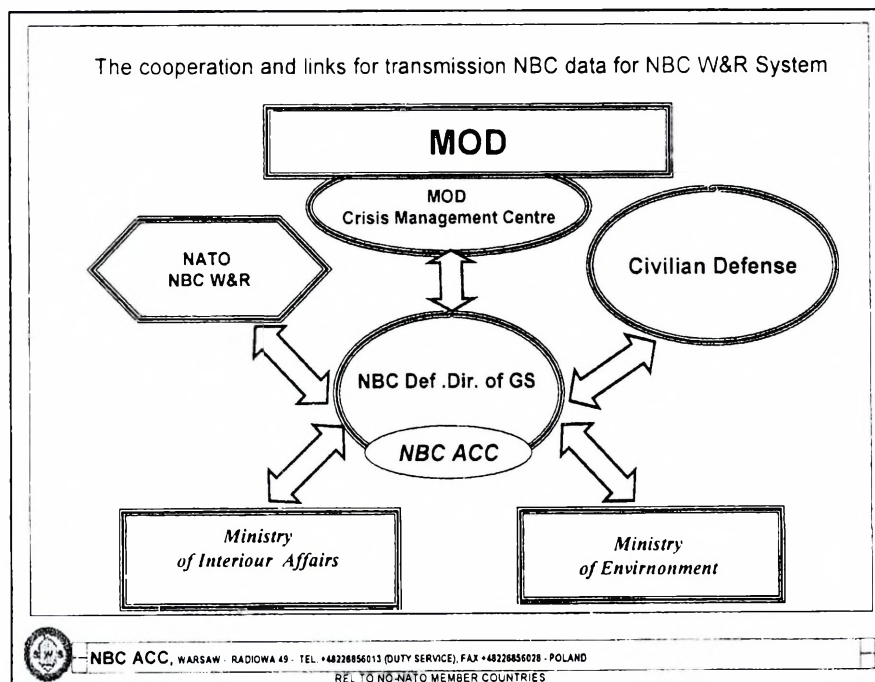 The cooperation and links for transmission NBC data for NBC W&R System
MOD
MOD
Crisis Management Centre
NATO
NBC W&R
Civilian Defense
NBC Def .Dir. of GS
NBC ACC
Ministry
of Interiour Affairs
Ministry
of Envirnonment
NBC ACC, WARSAW - RADIOWA 49 - TEL. +48226856013 (DUTY SERVICE), FAX +48226856028 - POLAND
REL TO NO-NATO MEMBER COUNTRIES